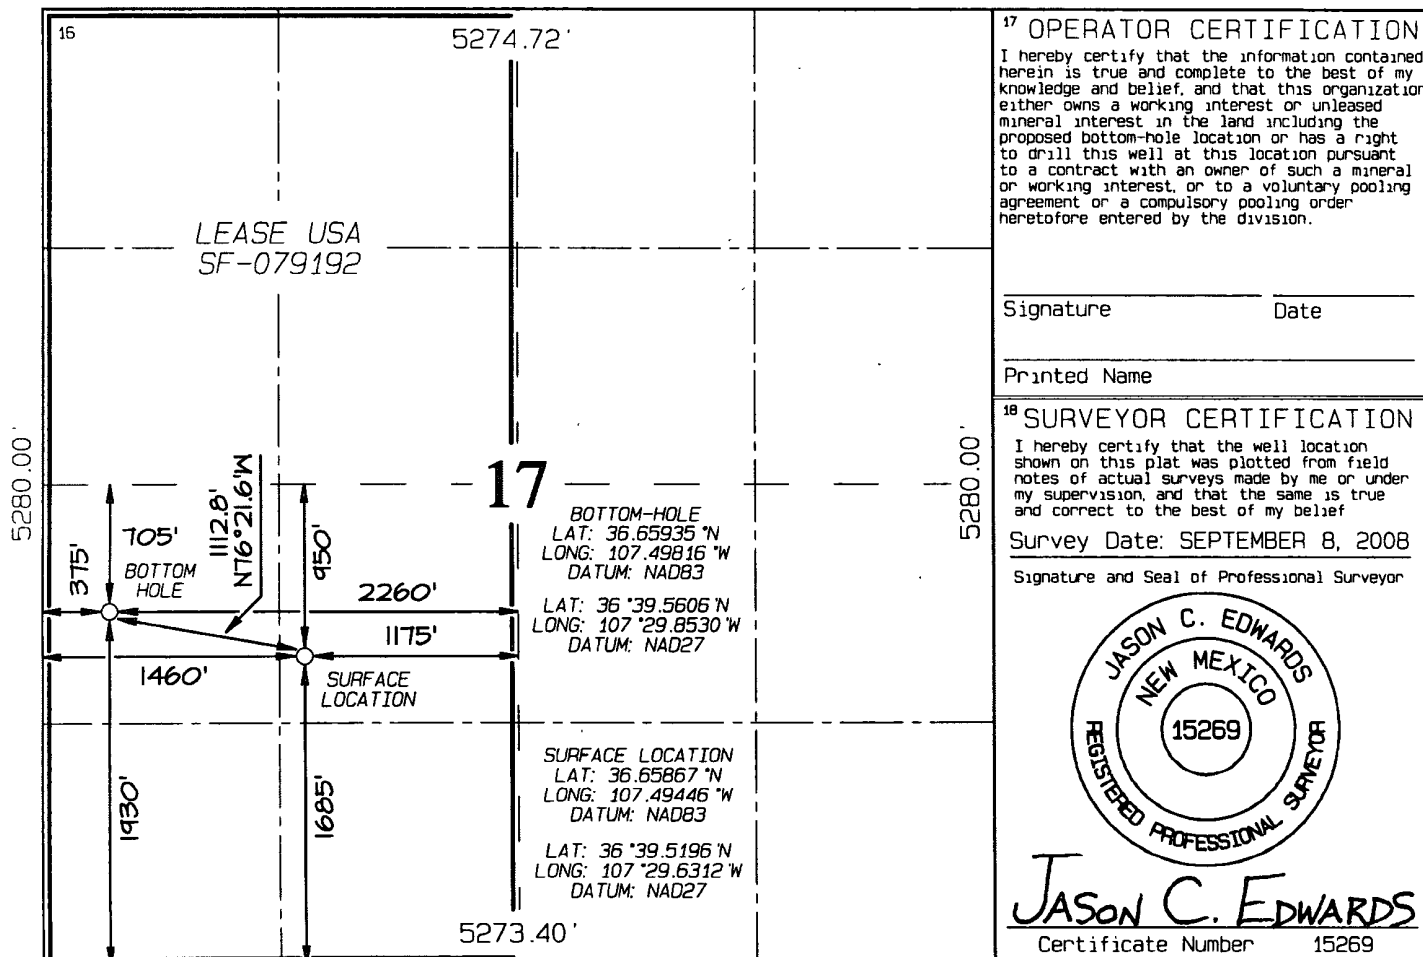 16
5274.72'
LEASE USA
SF-079192
5280.00'
17
5280.00'
375'
705'
BOTTOM
HOLE
1112.8'
N76°21.6'W
950'
2260'
1175'
1460'
SURFACE
LOCATION
1930'
1685'
BOTTOM-HOLE
LAT: 36.65935 °N
LONG: 107.49816 °W
DATUM: NAD83
LAT: 36 °39.5606 'N
LONG: 107 °29.8530 'W
DATUM: NAD27
SURFACE LOCATION
LAT: 36.65867 °N
LONG: 107.49446 °W
DATUM: NAD83
LAT: 36 °39.5196 'N
LONG: 107 °29.6312 'W
DATUM: NAD27
5273.40'
17 OPERATOR CERTIFICATION
I hereby certify that the information contained
herein is true and complete to the best of my
knowledge and belief, and that this organization
either owns a working interest or unleased
mineral interest in the land including the
proposed bottom-hole location or has a right
to drill this well at this location pursuant
to a contract with an owner of such a mineral
or working interest, or to a voluntary pooling
agreement or a compulsory pooling order
heretofore entered by the division.
Signature Date
Printed Name
18 SURVEYOR CERTIFICATION
I hereby certify that the well location
shown on this plat was plotted from field
notes of actual surveys made by me or under
my supervision, and that the same is true
and correct to the best of my belief
Survey Date: SEPTEMBER 8, 2008
Signature and Seal of Professional Surveyor
JASON C. EDWARDS
NEW MEXICO
15269
REGISTERED PROFESSIONAL SURVEYOR
JASON C. EDWARDS
Certificate Number 15269